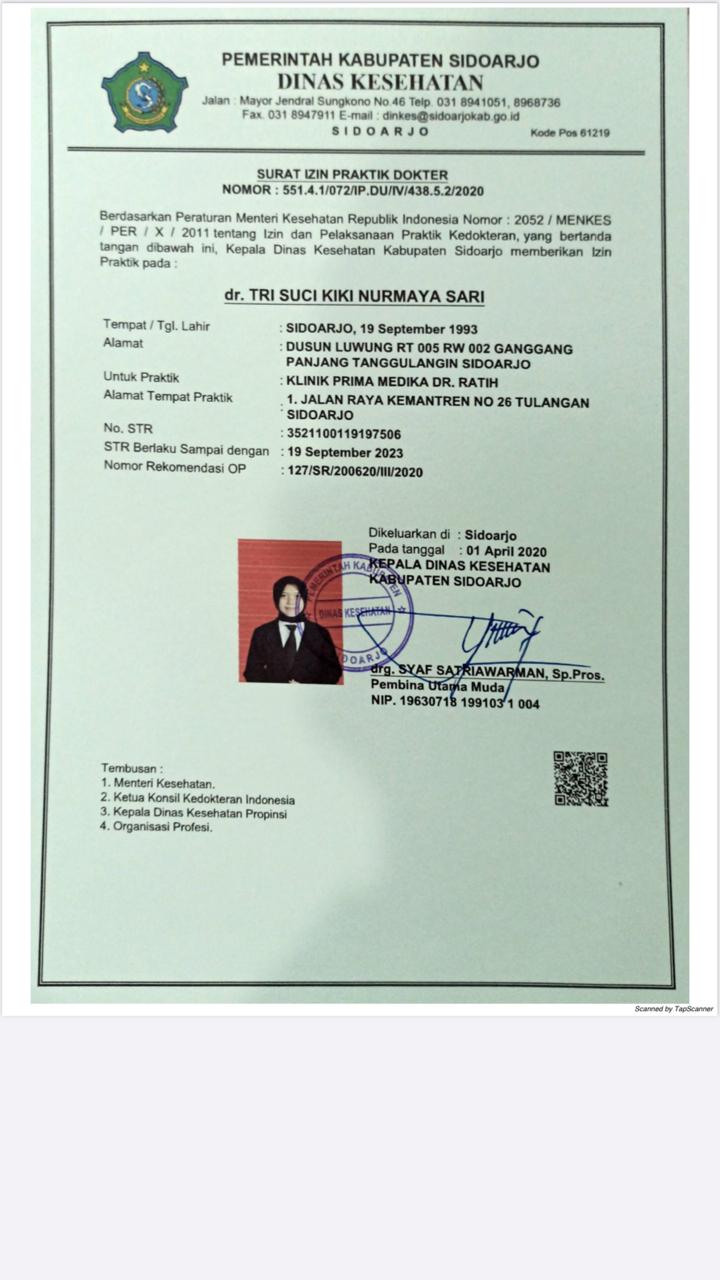 PEMERINTAH KABUPATEN SIDOARJO
DINAS KESEHATAN
Jalan : Mayor Jendral Sungkono No.46 Telp. 031 8941051, 8968736
Fax. 031 8947911 E-mail : dinkes@sidoarjokab.go.id
SIDOARJO
Kode Pos 61219
SURAT IZIN PRAKTIK DOKTER
NOMOR : 551.4.1/072/IP.DU/IV/438.5.2/2020
Berdasarkan Peraturan Menteri Kesehatan Republik Indonesia Nomor : 2052 / MENKES
/ PER / X / 2011 tentang Izin dan Pelaksanaan Praktik Kedokteran, yang bertanda
tangan dibawah ini, Kepala Dinas Kesehatan Kabupaten Sidoarjo memberikan Izin
Praktik pada :
dr. TRI SUCI KIKI NURMAYA SARI
Tempat / Tgl. Lahir : SIDOARJO, 19 September 1993
Alamat : DUSUN LUWUNG RT 005 RW 002 GANGGANG
PANJANG TANGGULANGIN SIDOARJO
Untuk Praktik : KLINIK PRIMA MEDIKA DR. RATIH
Alamat Tempat Praktik : 1. JALAN RAYA KEMANTREN NO 26 TULANGAN
SIDOARJO
No. STR : 3521100119197506
STR Berlaku Sampai dengan : 19 September 2023
Nomor Rekomendasi OP : 127/SR/200620/III/2020
Dikeluarkan di : Sidoarjo
Pada tanggal : 01 April 2020
KEPALA DINAS KESEHATAN
KABUPATEN SIDOARJO
PEMERINTAH KABUPATEN
DINAS KESEHATAN
SIDOARJO
drg. SYAF SATRIAWARMAN, Sp.Pros.
Pembina Utama Muda
NIP. 19630718 199103 1 004
Tembusan :
1. Menteri Kesehatan.
2. Ketua Konsil Kedokteran Indonesia
3. Kepala Dinas Kesehatan Propinsi
4. Organisasi Profesi.
Scanned by TapScanner